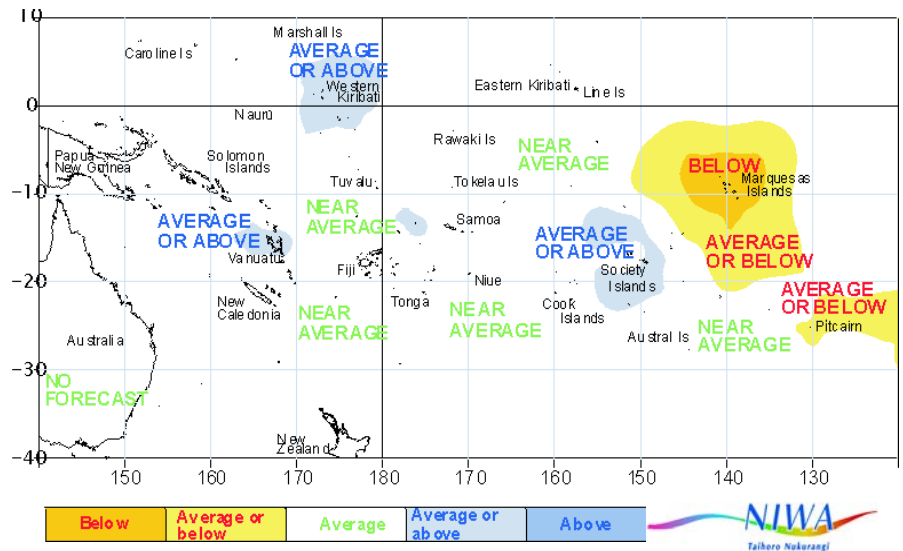 10
Marshall Is
Caroline Is
AVERAGE
OR ABOVE
Western
Kiribati
Eastern Kiribati
Line Is
0
Nauru
Rawaki Is
NEAR
AVERAGE
Papua
New Guinea
Solomon
Islands
Tuvalu
Tokelau Is
BELOW
Marquesas
Islands
-10
NEAR
AVERAGE
AVERAGE
OR ABOVE
Samoa
AVERAGE
OR ABOVE
Vanuatu
Fiji
AVERAGE
OR BELOW
Society
Islands
-20
Niue
AVERAGE
OR BELOW
New
Caledonia
Tonga
Cook
Islands
NEAR
AVERAGE
NEAR
AVERAGE
Austral Is
NEAR
AVERAGE
Pitcairn
Australia
-30
NO
FORECAST
New
Zealand
-40
150 160 170 180 170 160 150 140 130
Below
Average or
below
Average
Average or
above
Above
NIWA
Taihoro Nukurangi